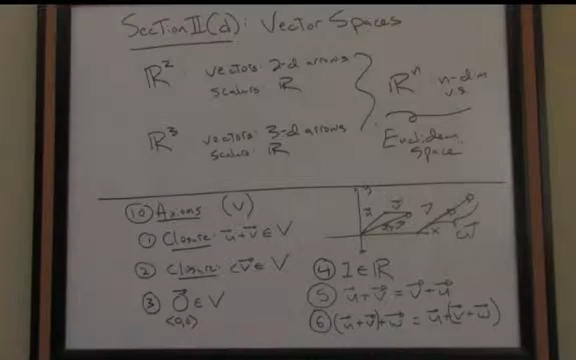 Section II(d): Vector Spaces
ℝ² vectors: 2-d arrows
scalars ℝ
ℝ³ vectors: 3-d arrows
scalars: ℝ
ℝⁿ n-dim
v.s.
Euclidean
Space
⑩ Axioms (V)
① Closure: u⃗+v⃗ ∈ V
② Closure: cv⃗ ∈ V
③ 0⃗ ∈ V
<0,0>
y
u⃗
v⃗
v⃗
x
cv⃗
④ 1 ∈ ℝ
⑤ u⃗+v⃗ = v⃗+u⃗
⑥ (u⃗+v⃗)+w⃗ = u⃗+(v⃗+w⃗)